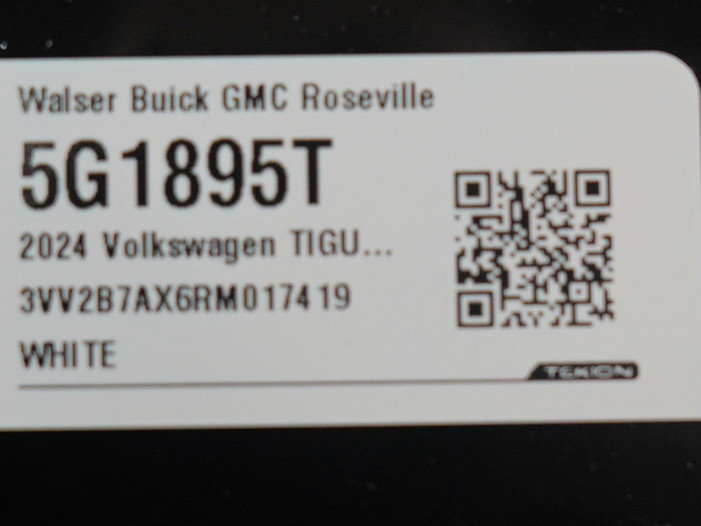 Walser Buick GMC Roseville
5G1895T
2024 Volkswagen TIGU...
3VV2B7AX6RM017419
WHITE
TEKION